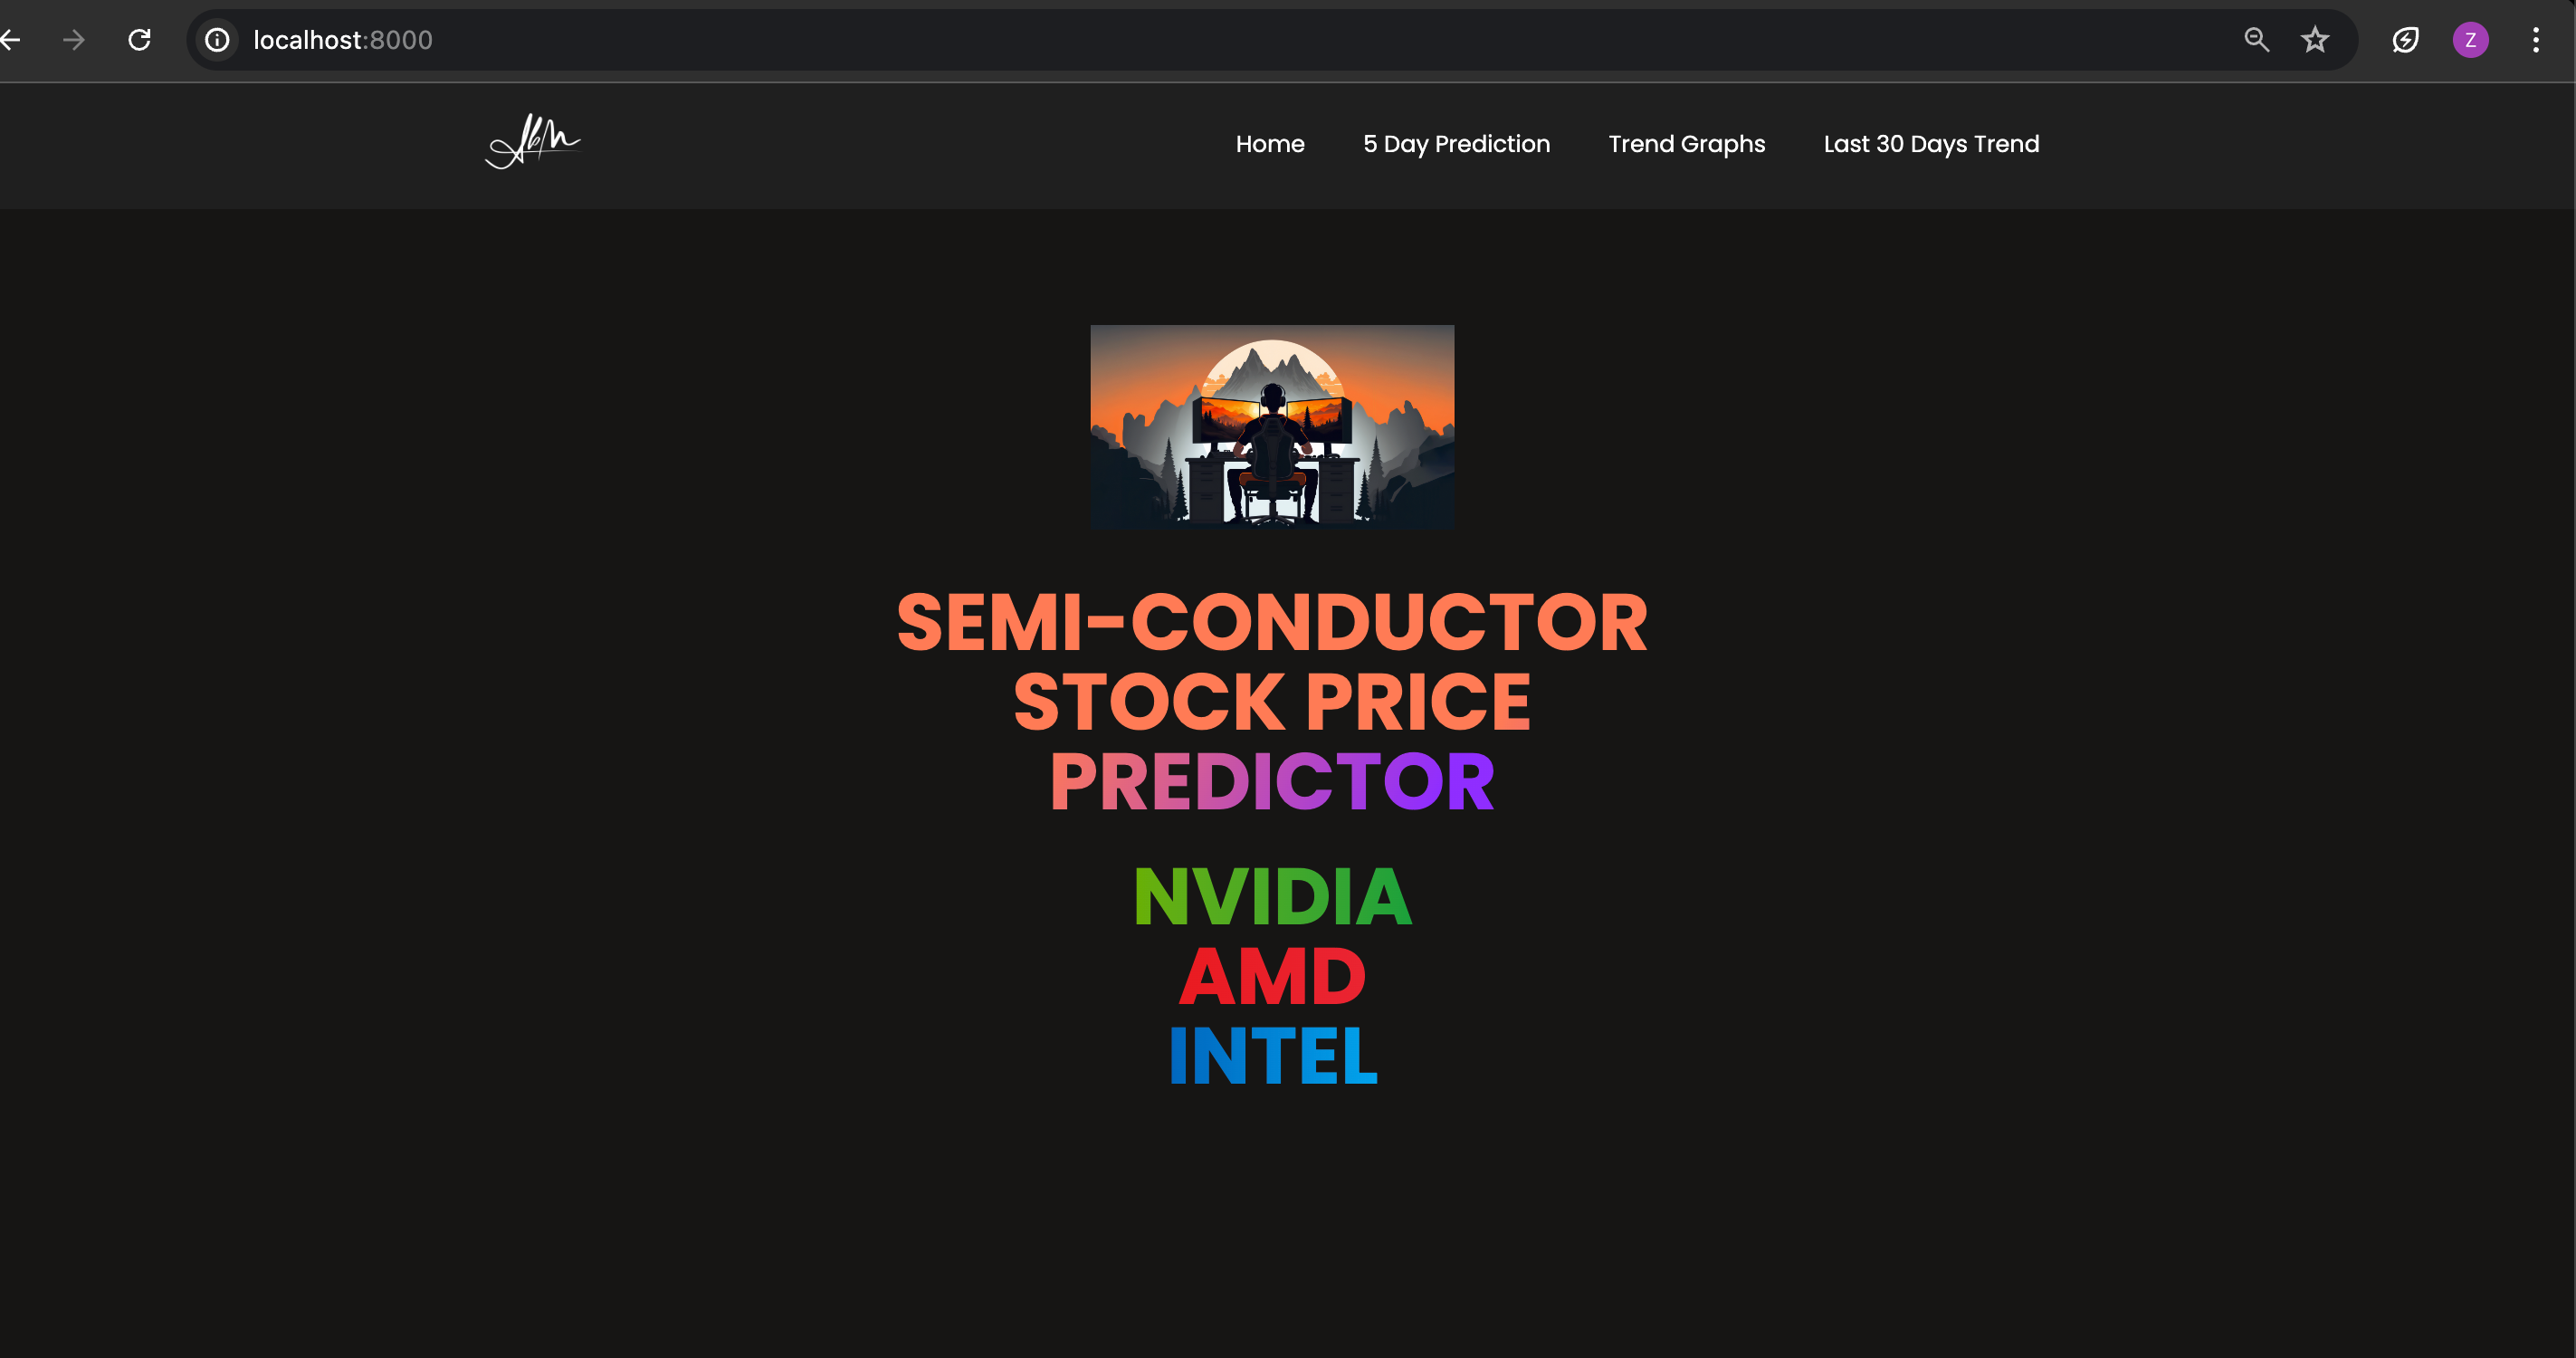 localhost:8000
Z
Home 5 Day Prediction Trend Graphs Last 30 Days Trend
SEMI-CONDUCTOR
STOCK PRICE
PREDICTOR
NVIDIA
AMD
INTEL